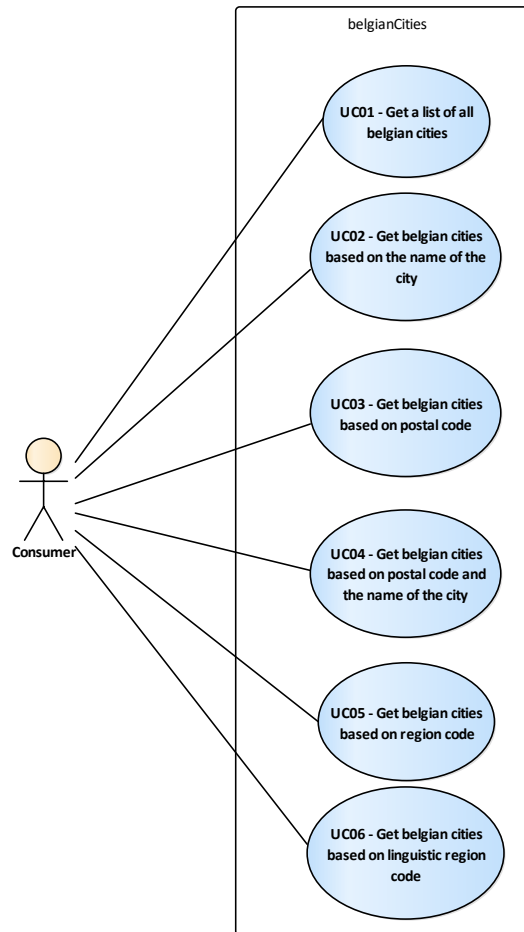 belgianCities
UC01 - Get a list of all
belgian cities
UC02 - Get belgian cities
based on the name of the
city
UC03 - Get belgian cities
based on postal code
Consumer
UC04 - Get belgian cities
based on postal code and
the name of the city
UC05 - Get belgian cities
based on region code
UC06 - Get belgian cities
based on linguistic region
code